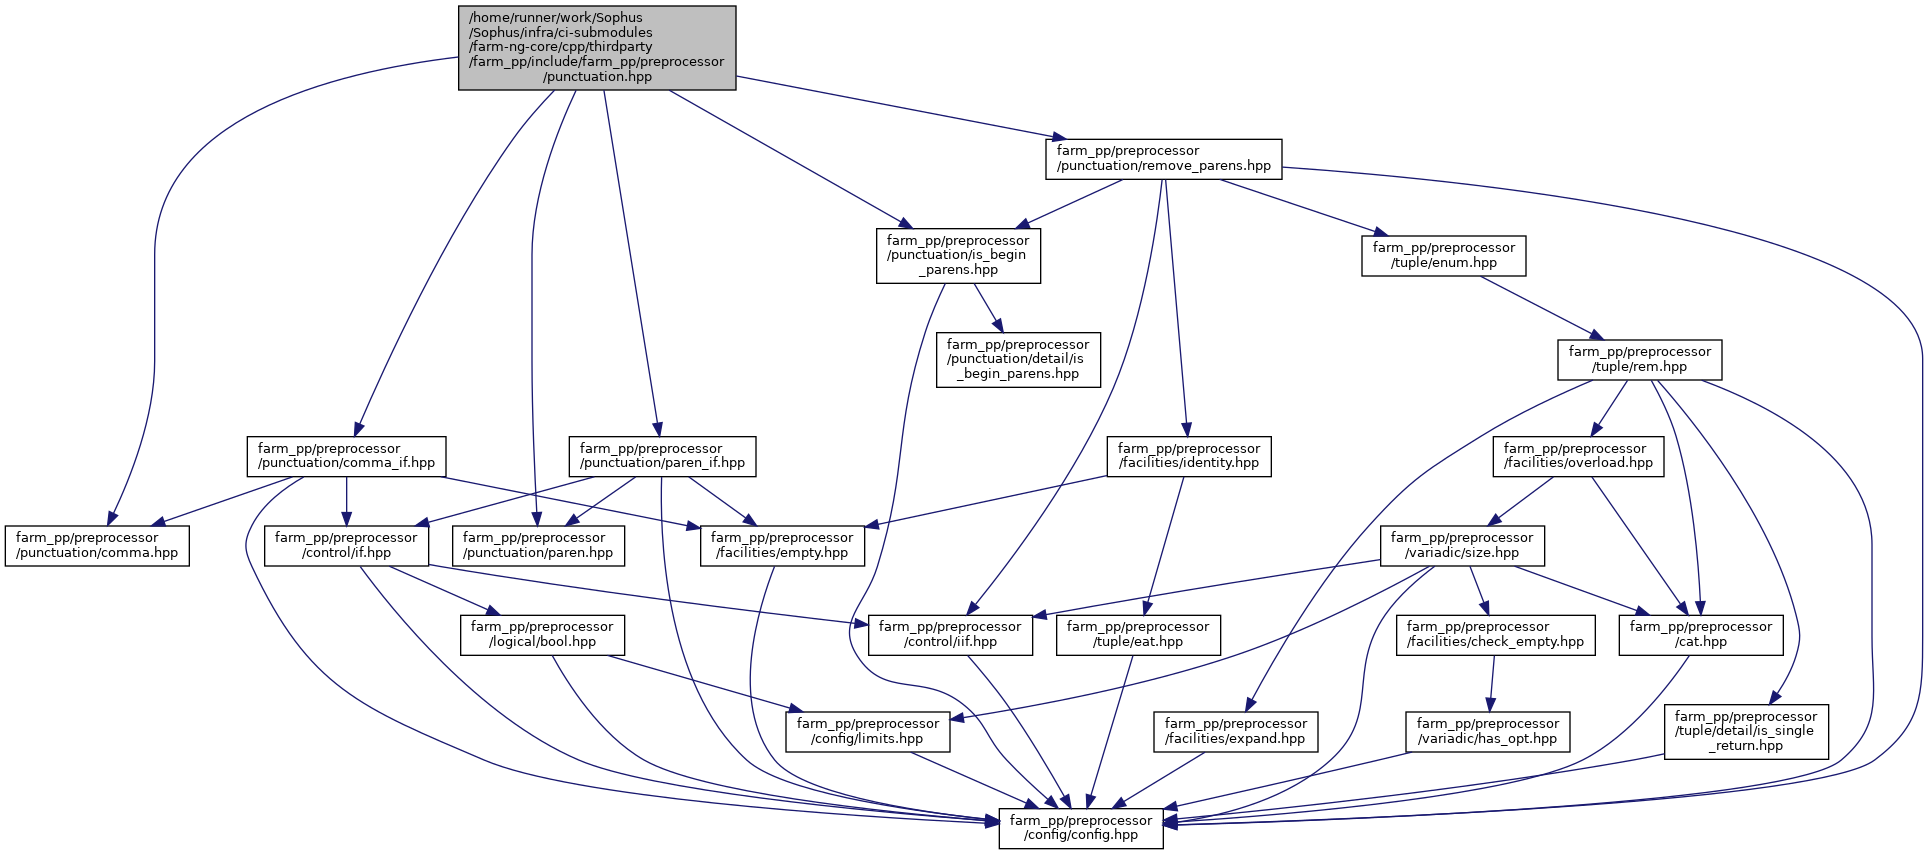 /home/runner/work/Sophus
/Sophus/infra/ci-submodules
/farm-ng-core/cpp/thirdparty
/farm_pp/include/farm_pp/preprocessor
/punctuation.hpp
farm_pp/preprocessor
/punctuation/remove_parens.hpp
farm_pp/preprocessor
/punctuation/is_begin
_parens.hpp
farm_pp/preprocessor
/tuple/enum.hpp
farm_pp/preprocessor
/punctuation/detail/is
_begin_parens.hpp
farm_pp/preprocessor
/tuple/rem.hpp
farm_pp/preprocessor
/punctuation/comma_if.hpp
farm_pp/preprocessor
/punctuation/paren_if.hpp
farm_pp/preprocessor
/facilities/identity.hpp
farm_pp/preprocessor
/facilities/overload.hpp
farm_pp/preprocessor
/punctuation/comma.hpp
farm_pp/preprocessor
/control/if.hpp
farm_pp/preprocessor
/punctuation/paren.hpp
farm_pp/preprocessor
/facilities/empty.hpp
farm_pp/preprocessor
/variadic/size.hpp
farm_pp/preprocessor
/logical/bool.hpp
farm_pp/preprocessor
/control/iif.hpp
farm_pp/preprocessor
/tuple/eat.hpp
farm_pp/preprocessor
/facilities/check_empty.hpp
farm_pp/preprocessor
/cat.hpp
farm_pp/preprocessor
/config/limits.hpp
farm_pp/preprocessor
/facilities/expand.hpp
farm_pp/preprocessor
/variadic/has_opt.hpp
farm_pp/preprocessor
/tuple/detail/is_single
_return.hpp
farm_pp/preprocessor
/config/config.hpp